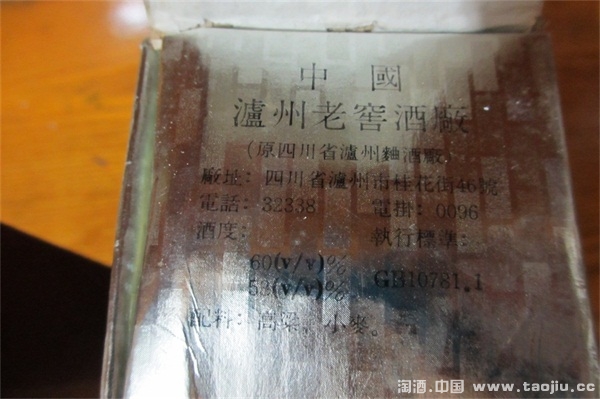 中國
瀘州老窖酒廠
(原四川省瀘州麯酒廠)
廠址: 四川省瀘州市桂花街46號
電話: 32338 電掛: 0096
酒度: 執行標準:
60(v/v)%
53(v/v)% GB10781.1
配料: 高梁。小麥。
淘酒.中国 www.taojiu.cc